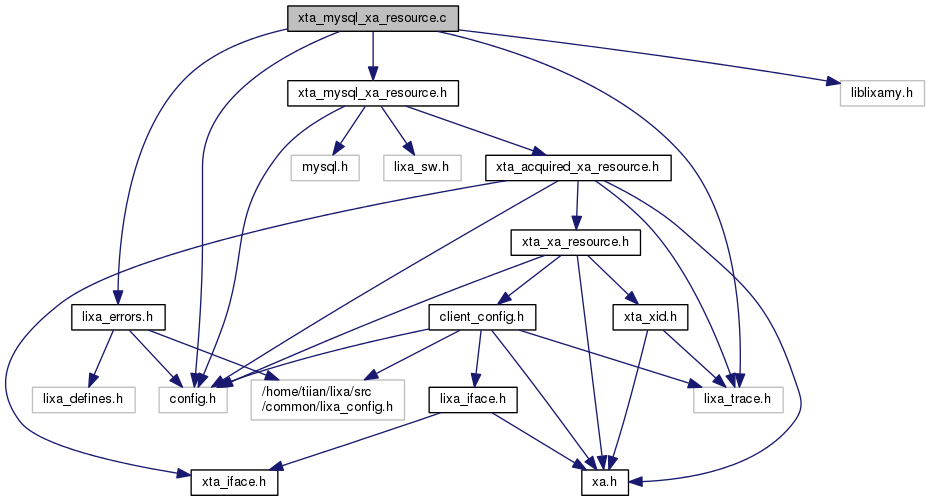 xta_mysql_xa_resource.c
xta_mysql_xa_resource.h
liblixamy.h
mysql.h
lixa_sw.h
xta_acquired_xa_resource.h
xta_xa_resource.h
lixa_errors.h
client_config.h
xta_xid.h
lixa_defines.h
config.h
/home/tiian/lixa/src
/common/lixa_config.h
lixa_iface.h
lixa_trace.h
xta_iface.h
xa.h